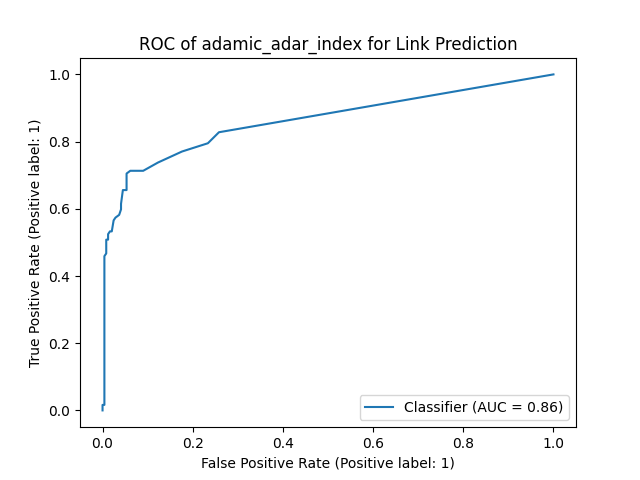 ROC of adamic_adar_index for Link Prediction
True Positive Rate (Positive label: 1)
1.0
0.8
0.6
0.4
0.2
0.0
Classifier (AUC = 0.86)
0.0 0.2 0.4 0.6 0.8 1.0
False Positive Rate (Positive label: 1)